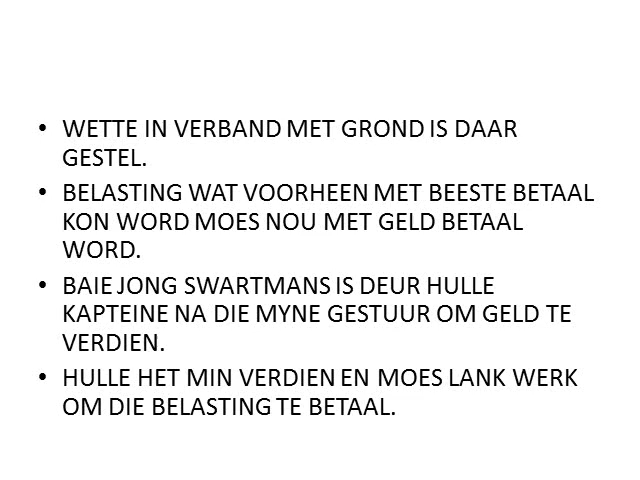 • WETTE IN VERBAND MET GROND IS DAAR
GESTEL.
• BELASTING WAT VOORHEEN MET BEESTE BETAAL
KON WORD MOES NOU MET GELD BETAAL
WORD.
• BAIE JONG SWARTMANS IS DEUR HULLE
KAPTEINE NA DIE MYNE GESTUUR OM GELD TE
VERDIEN.
• HULLE HET MIN VERDIEN EN MOES LANK WERK
OM DIE BELASTING TE BETAAL.